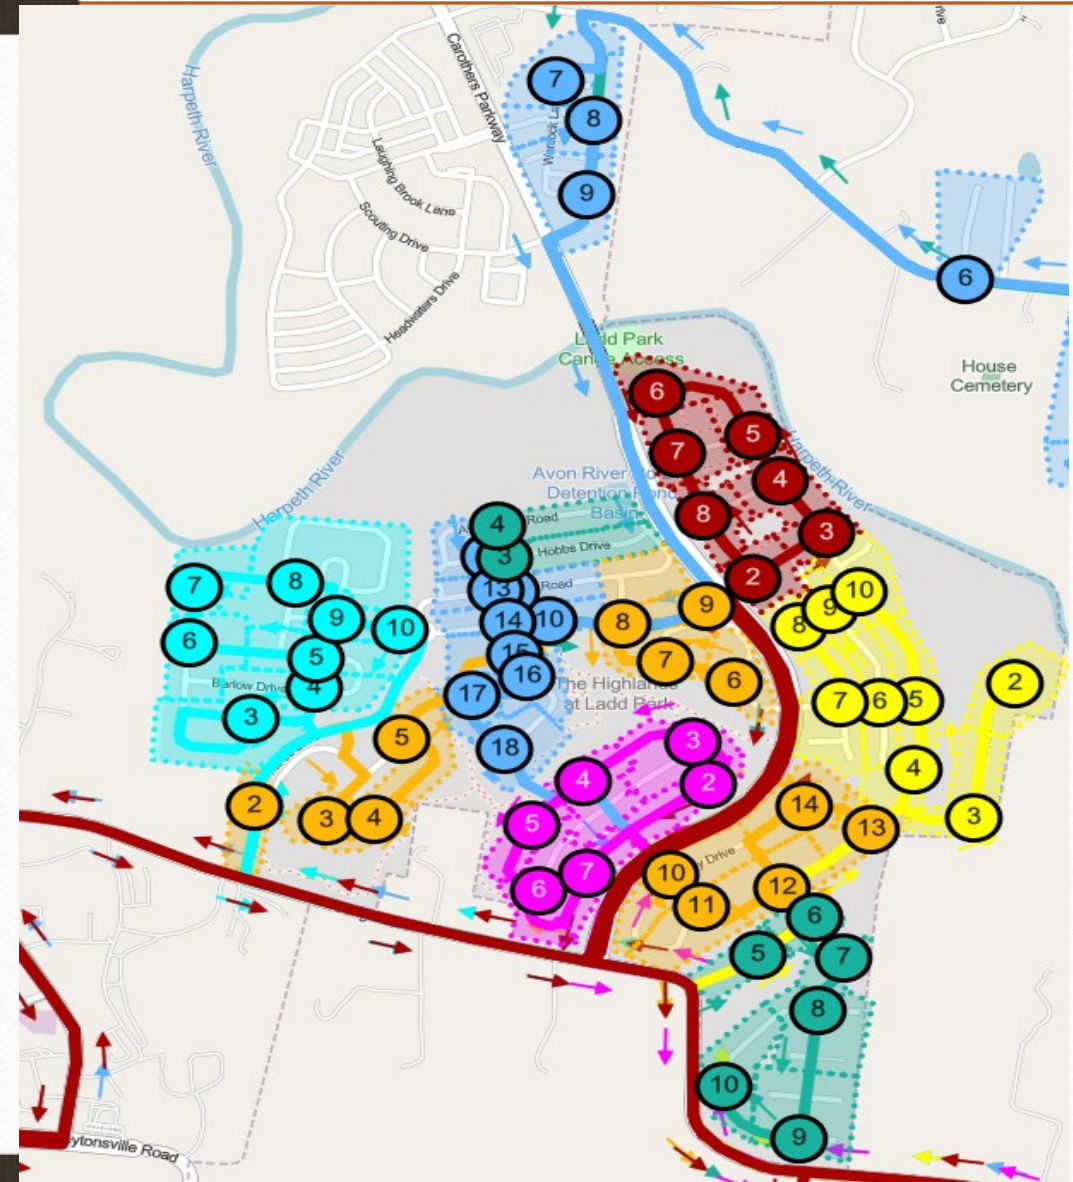 Carothers Parkway
Harpeth River
7
8
9
Laughing Brook Lane
Scouting Drive
Headwaters Drive
6
Ladd Park
Canoe Access
House
Cemetery
6
5
7
4
8
3
2
Harpeth River
Harpeth River
Avon River
Detention Pond
Basin
4
Road
3
Hobbs Drive
13
Road
14
10
15
16
17
18
7
8
9
10
6
5
4
Barlow Drive
3
8
9
7
6
The Highlands
at Ladd Park
10
9
8
7
6
5
2
4
3
5
2
3
4
3
2
4
5
7
6
14
13
Drive
10
11
12
6
5
7
8
10
9
Road